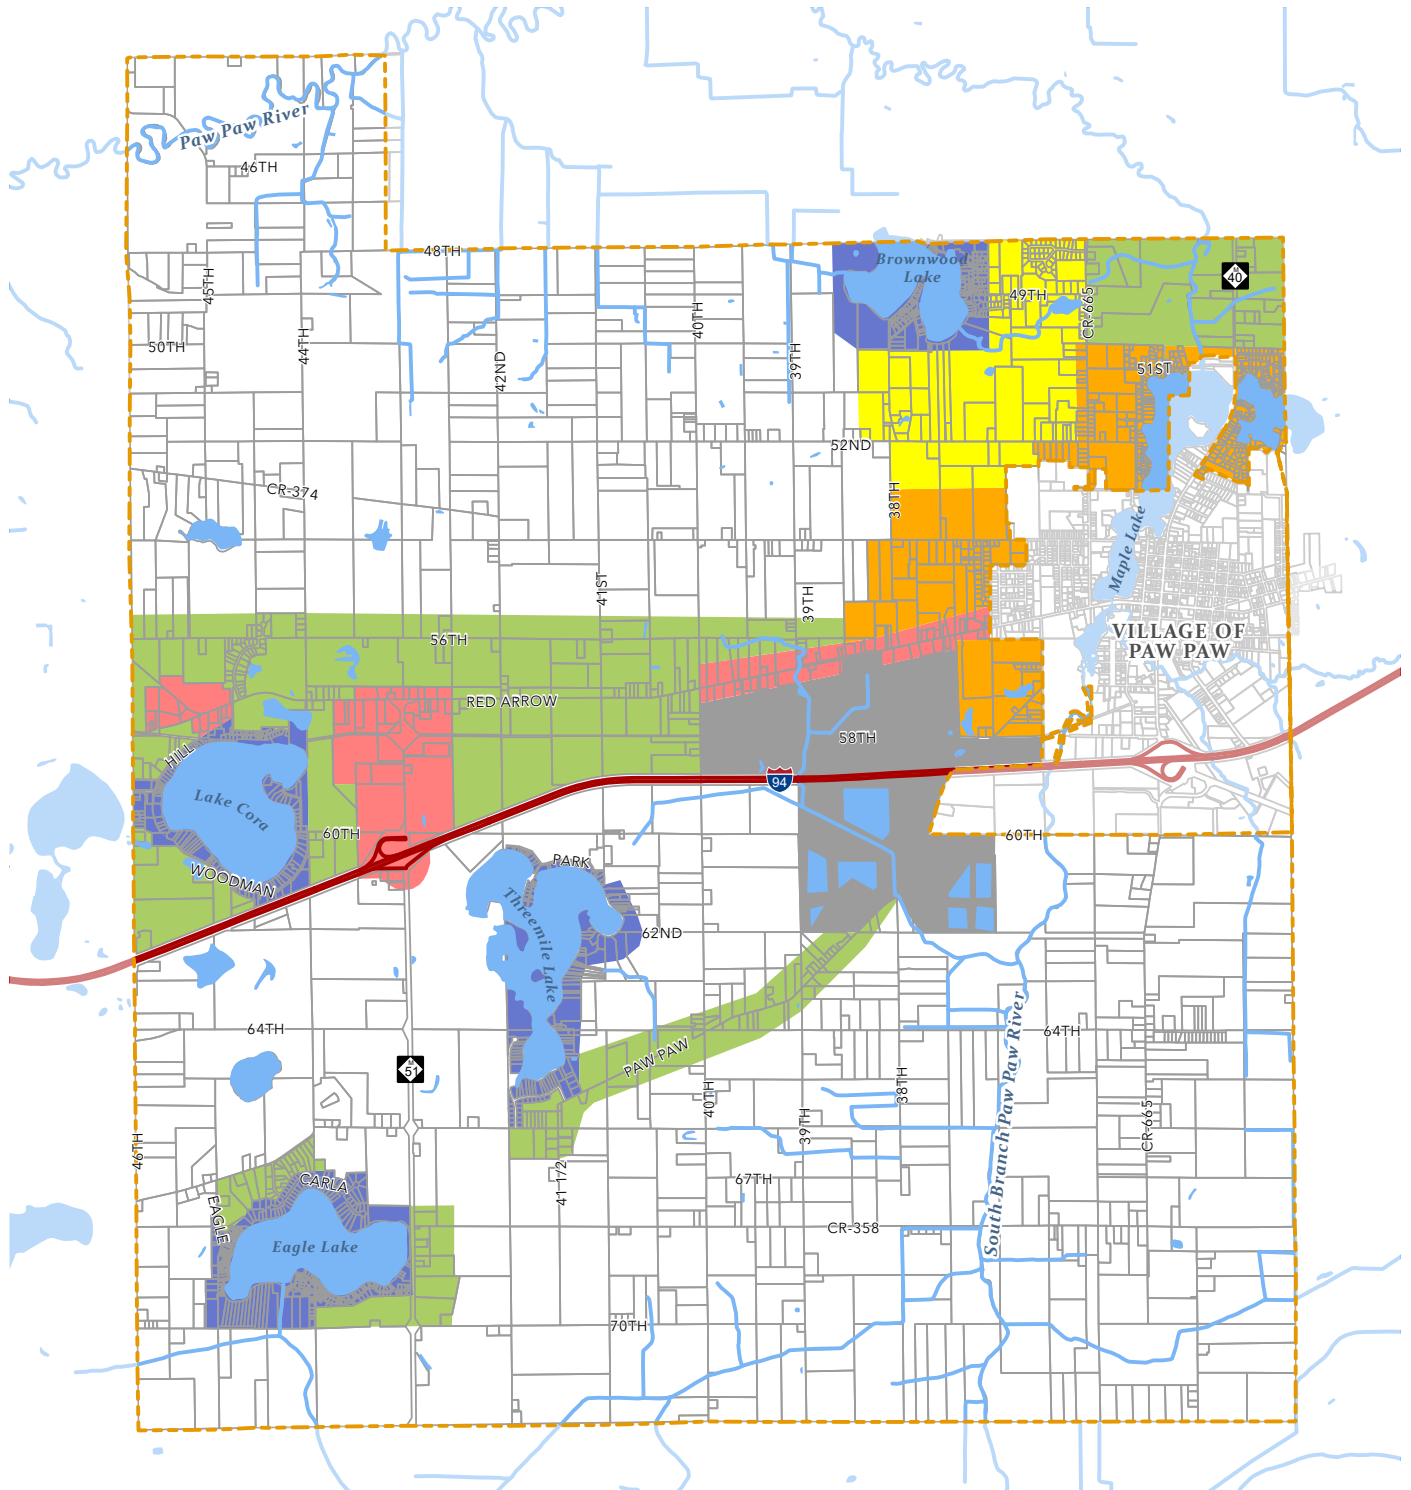 Paw Paw River
46TH
48TH
Brownwood
Lake
M
40
45TH
49TH
CR-665
40TH
44TH
50TH
39TH
42ND
51ST
52ND
CR-374
38TH
Maple Lake
41ST
39TH
VILLAGE OF
PAW PAW
56TH
RED ARROW
58TH
HILL
94
Lake Cora
60TH
60TH
PARK
WOODMAN
Threemile Lake
62ND
64TH
64TH
South Branch Paw Paw River
PAW PAW
M
51
40TH
38TH
39TH
CR-665
46TH
41 1/2
67TH
CARLA
EAGLE
CR-358
Eagle Lake
70TH